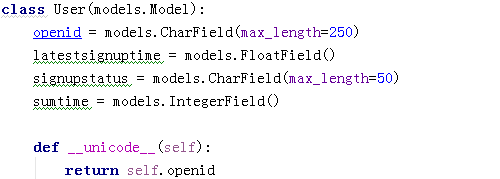 class User(models.Model):
    openid = models.CharField(max_length=250)
    latestsignuptime = models.FloatField()
    signupstatus = models.CharField(max_length=50)
    sumtime = models.IntegerField()

    def __unicode__(self):
        return self.openid